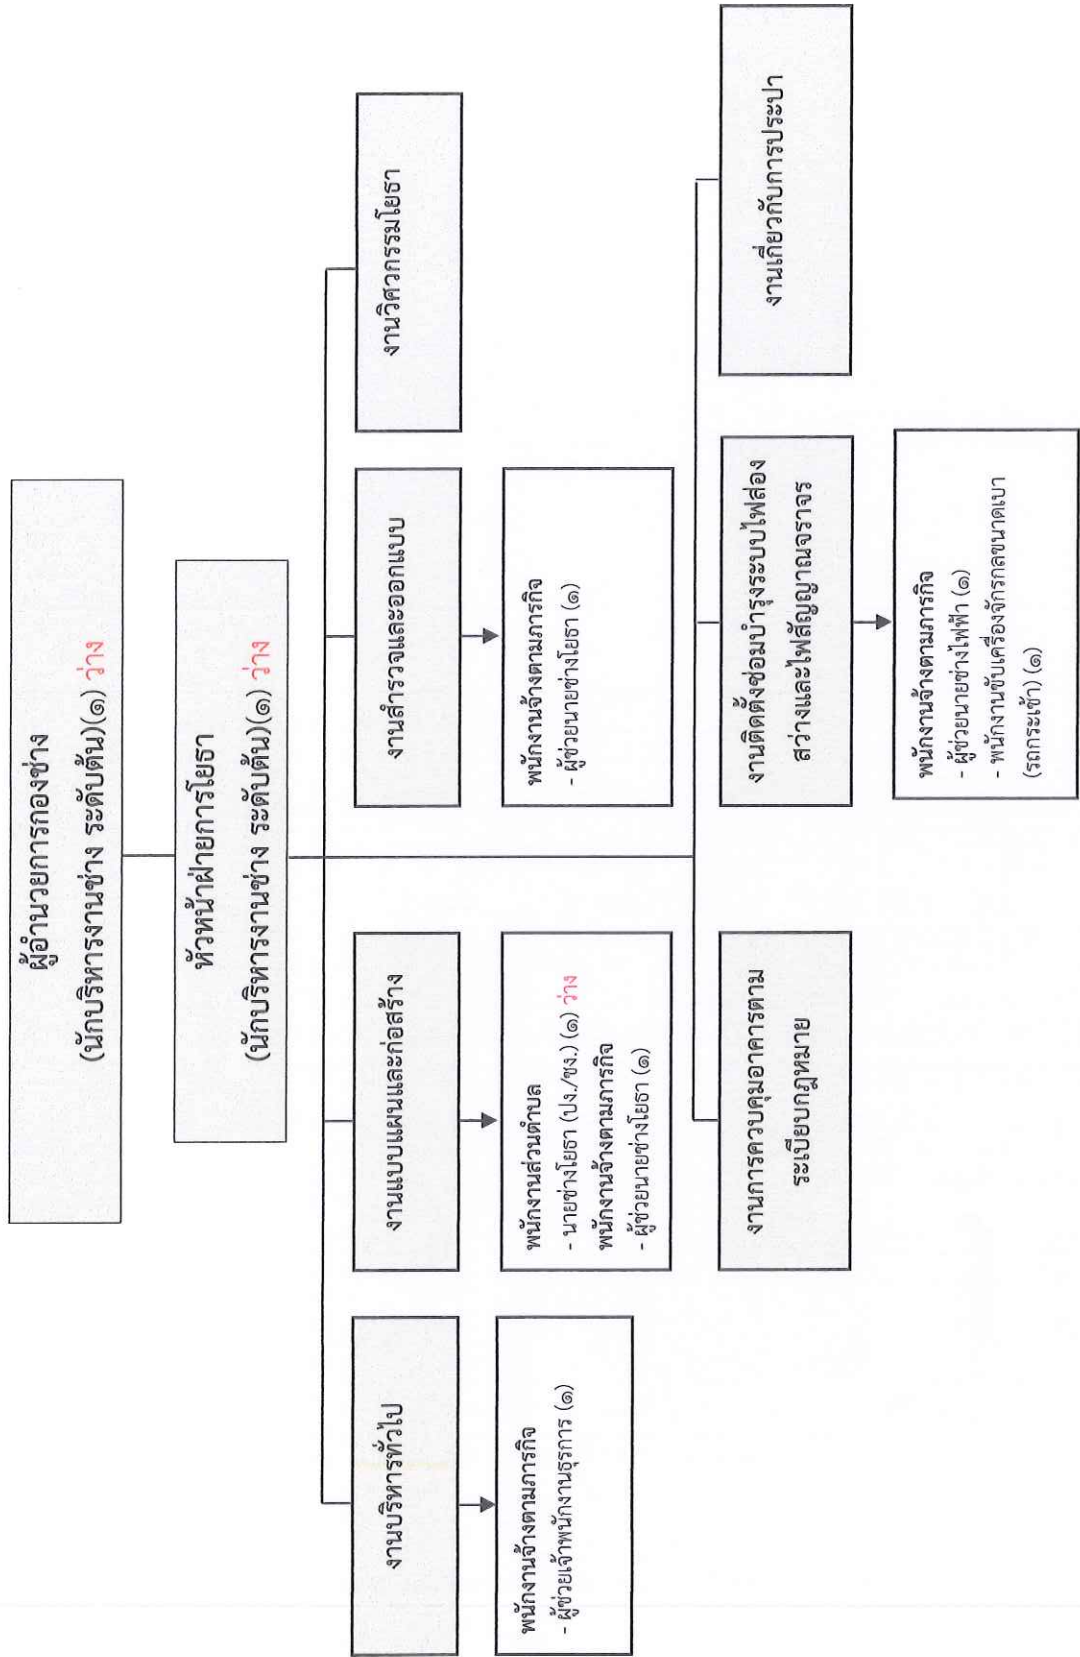 ผู้อำนวยการกองช่าง
(นักบริหารงานช่าง ระดับต้น)(๑) ว่าง
หัวหน้าฝ่ายการโยธา
(นักบริหารงานช่าง ระดับต้น)(๑) ว่าง
งานบริหารทั่วไป
งานแบบแผนและก่อสร้าง
งานสำรวจและออกแบบ
งานวิศวกรรมโยธา
พนักงานจ้างตามภารกิจ
- ผู้ช่วยเจ้าพนักงานธุรการ (๑)
พนักงานส่วนตำบล
- นายช่างโยธา (ปง./ชง.) (๑) ว่าง
พนักงานจ้างตามภารกิจ
- ผู้ช่วยนายช่างโยธา (๑)
พนักงานจ้างตามภารกิจ
- ผู้ช่วยนายช่างโยธา (๑)
งานการควบคุมอาคารตาม
ระเบียบกฎหมาย
งานติดตั้งซ่อมบำรุงระบบไฟส่อง
สว่างและไฟสัญญาณจราจร
งานเกี่ยวกับการประปา
พนักงานจ้างตามภารกิจ
- ผู้ช่วยนายช่างไฟฟ้า (๑)
- พนักงานขับเครื่องจักรกลขนาดเบา
(รถกระเช้า) (๑)